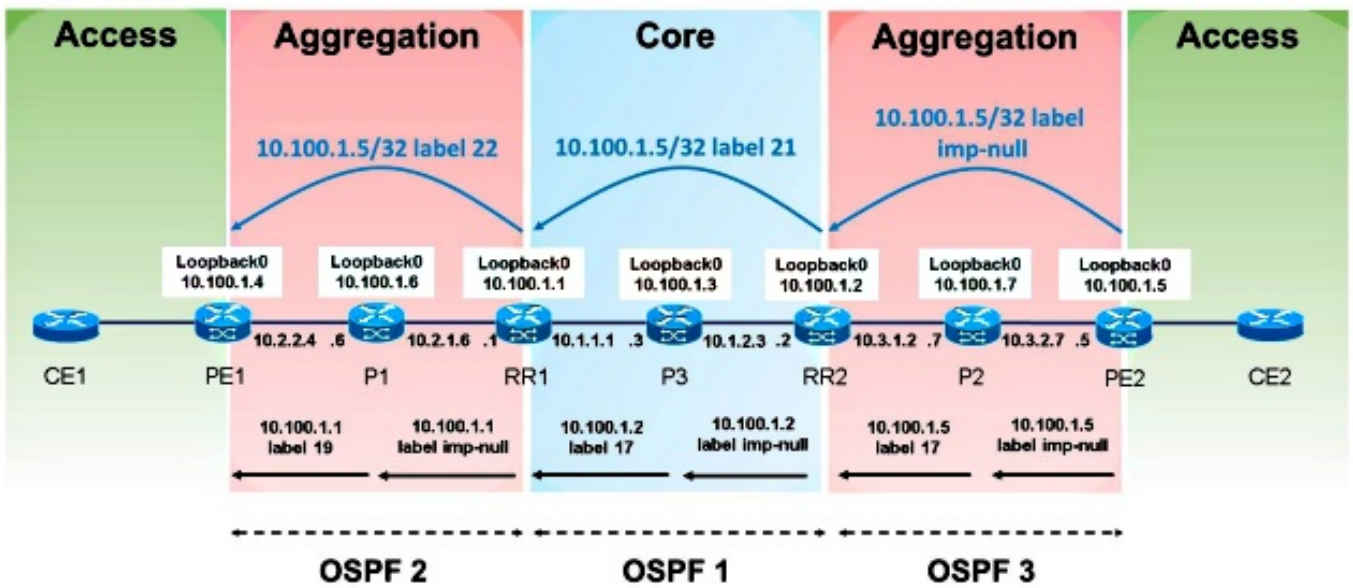 Access
Aggregation
Core
Aggregation
Access
10.100.1.5/32 label 22
10.100.1.5/32 label 21
10.100.1.5/32 label
imp-null
Loopback0
10.100.1.4
Loopback0
10.100.1.6
Loopback0
10.100.1.1
Loopback0
10.100.1.3
Loopback0
10.100.1.2
Loopback0
10.100.1.7
Loopback0
10.100.1.5
10.2.2.4 .6
10.2.1.6 .1
10.1.1.1 .3
10.1.2.3 .2
10.3.1.2 .7
10.3.2.7 .5
CE1
PE1
P1
RR1
P3
RR2
P2
PE2
CE2
10.100.1.1
label 19
10.100.1.1
label imp-null
10.100.1.2
label 17
10.100.1.2
label imp-null
10.100.1.5
label 17
10.100.1.5
label imp-null
OSPF 2
OSPF 1
OSPF 3